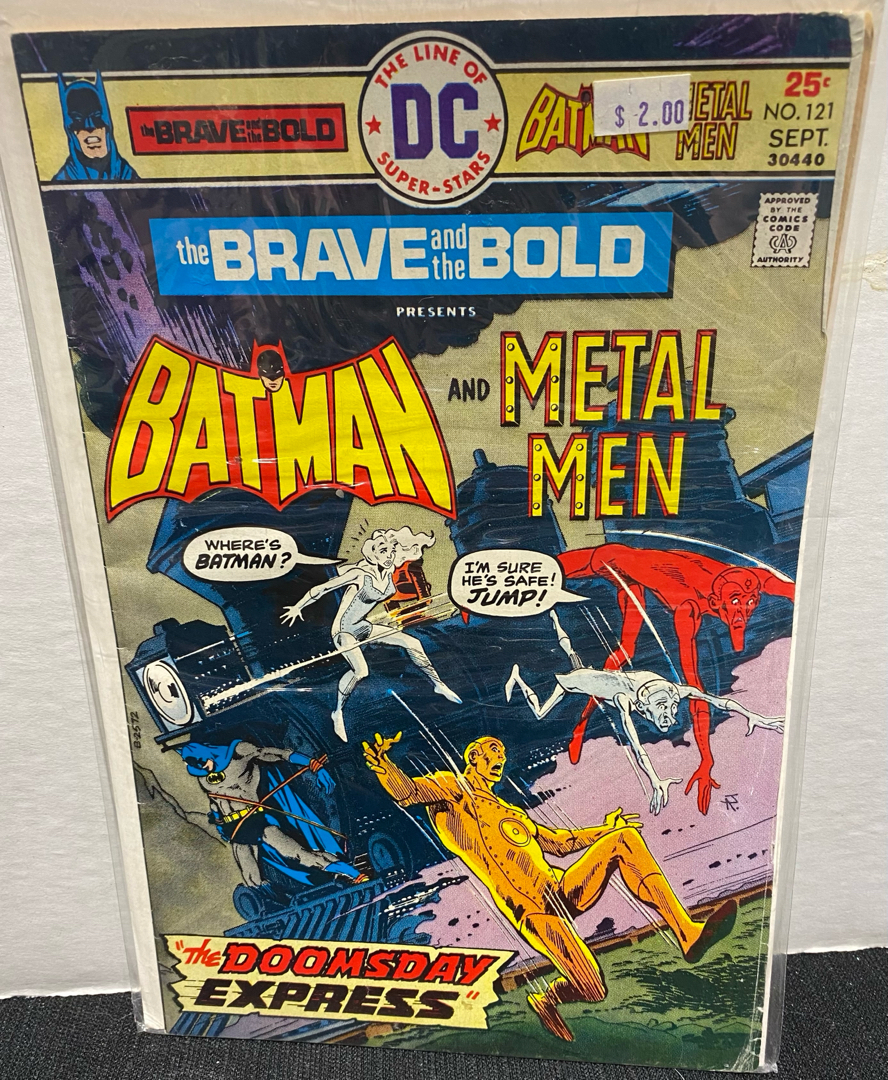 THE LINE OF
DC
SUPER-STARS
the BRAVE and the BOLD
BAT
$ 2.00
METAL
MEN
25¢
NO. 121
SEPT.
30440
APPROVED
BY THE
COMICS
CODE
CA
AUTHORITY
the BRAVE and the BOLD
PRESENTS
BATMAN AND METAL
MEN
WHERE'S
BATMAN?
I'M SURE
HE'S SAFE!
JUMP!
"The DOOMSDAY
EXPRESS"